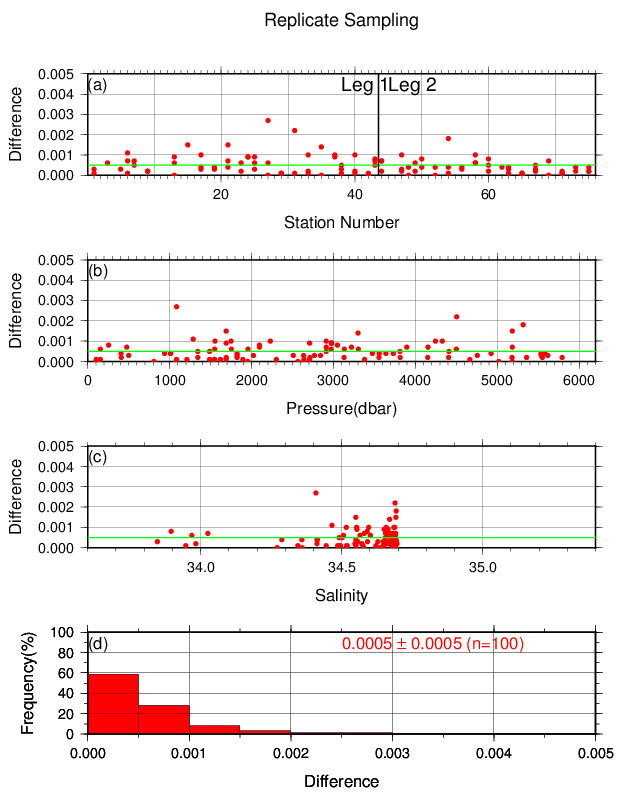 Replicate Sampling
(a)
Leg 1 Leg 2
Difference
0.005
0.004
0.003
0.002
0.001
0.000
20 40 60
Station Number
(b)
Difference
0.005
0.004
0.003
0.002
0.001
0.000
0 1000 2000 3000 4000 5000 6000
Pressure(dbar)
(c)
Difference
0.005
0.004
0.003
0.002
0.001
0.000
34.0 34.5 35.0
Salinity
(d)
0.0005 ± 0.0005 (n=100)
Frequency(%)
100
80
60
40
20
0
0.000 0.001 0.002 0.003 0.004 0.005
Difference